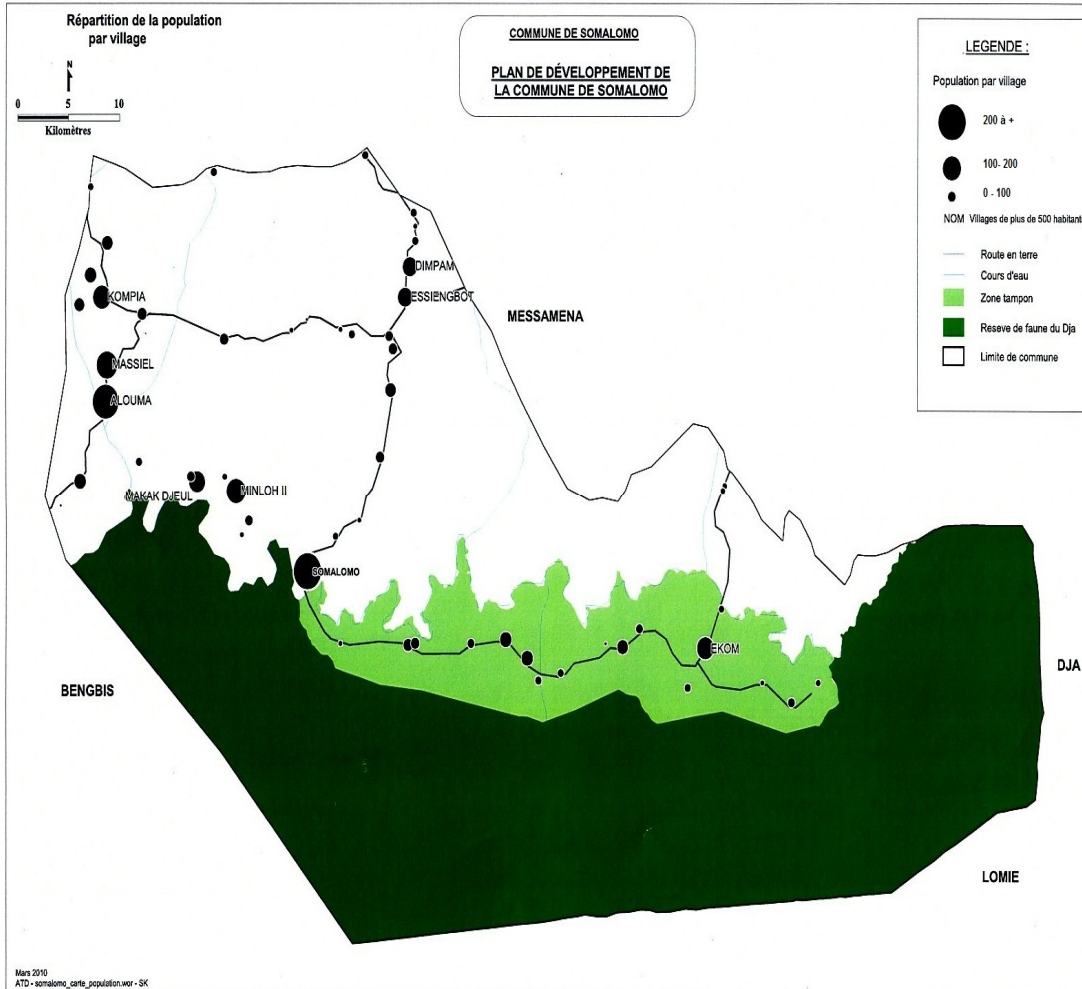 Répartition de la population
par village
N
0 5 10
Kilomètres
COMMUNE DE SOMALOMO
PLAN DE DÉVELOPPEMENT DE
LA COMMUNE DE SOMALOMO
LEGENDE :
Population par village
200 à +
100- 200
0 - 100
NOM Villages de plus de 500 habitants
Route en terre
Cours d'eau
Zone tampon
Reseve de faune du Dja
Limite de commune
DIMPAM
KOMPIA
ESSIENGBOT
MESSAMENA
MASSIEL
ALOUMA
MAKAK DJEUL
MINLOH II
SOMALOMO
EKOM
BENGBIS
DJA
LOMIE
Mars 2010
ATD - somalomo_carte_population.wor - SK